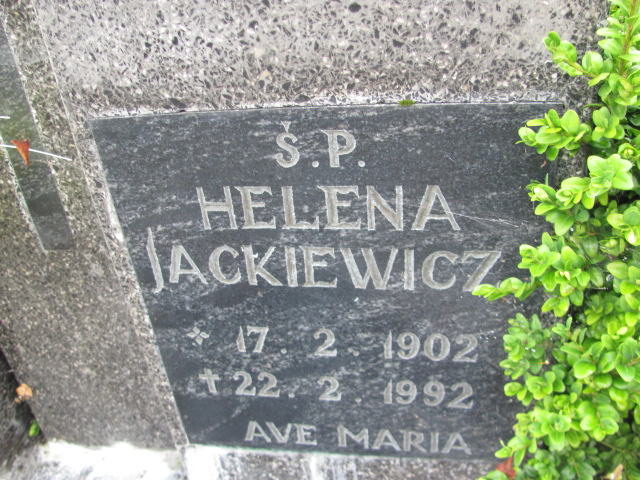 Ś.P.
HELENA
JACKIEWICZ
17. 2. 1902
† 22. 2. 1992
AVE MARIA